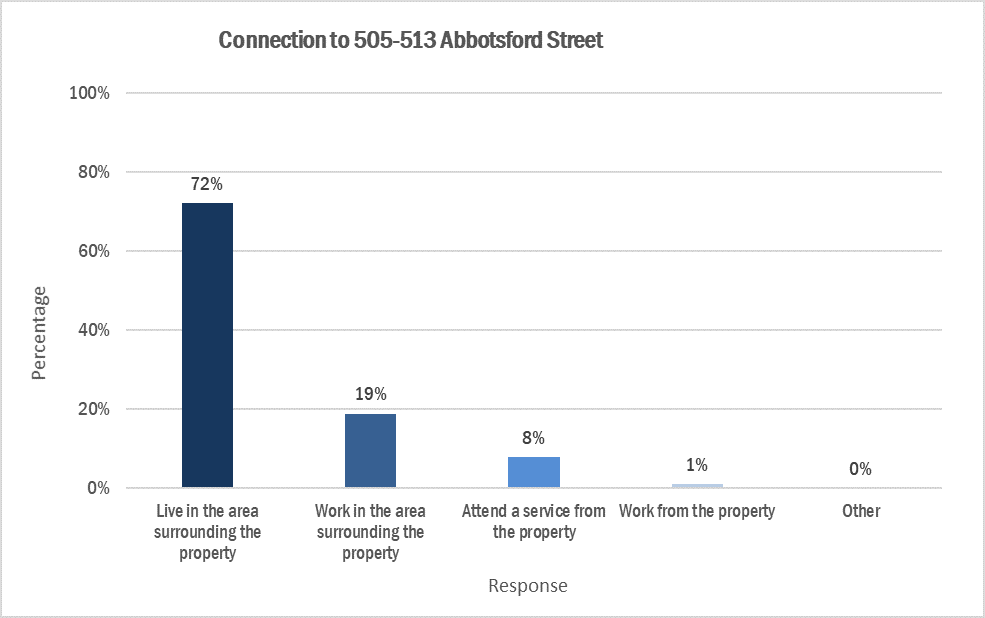 Connection to 505-513 Abbotsford Street
100%
80%
60%
40%
20%
0%
Percentage
72%
19%
8%
1%
0%
Live in the area
surrounding the
property
Work in the area
surrounding the
property
Attend a service from
the property
Work from the property
Other
Response